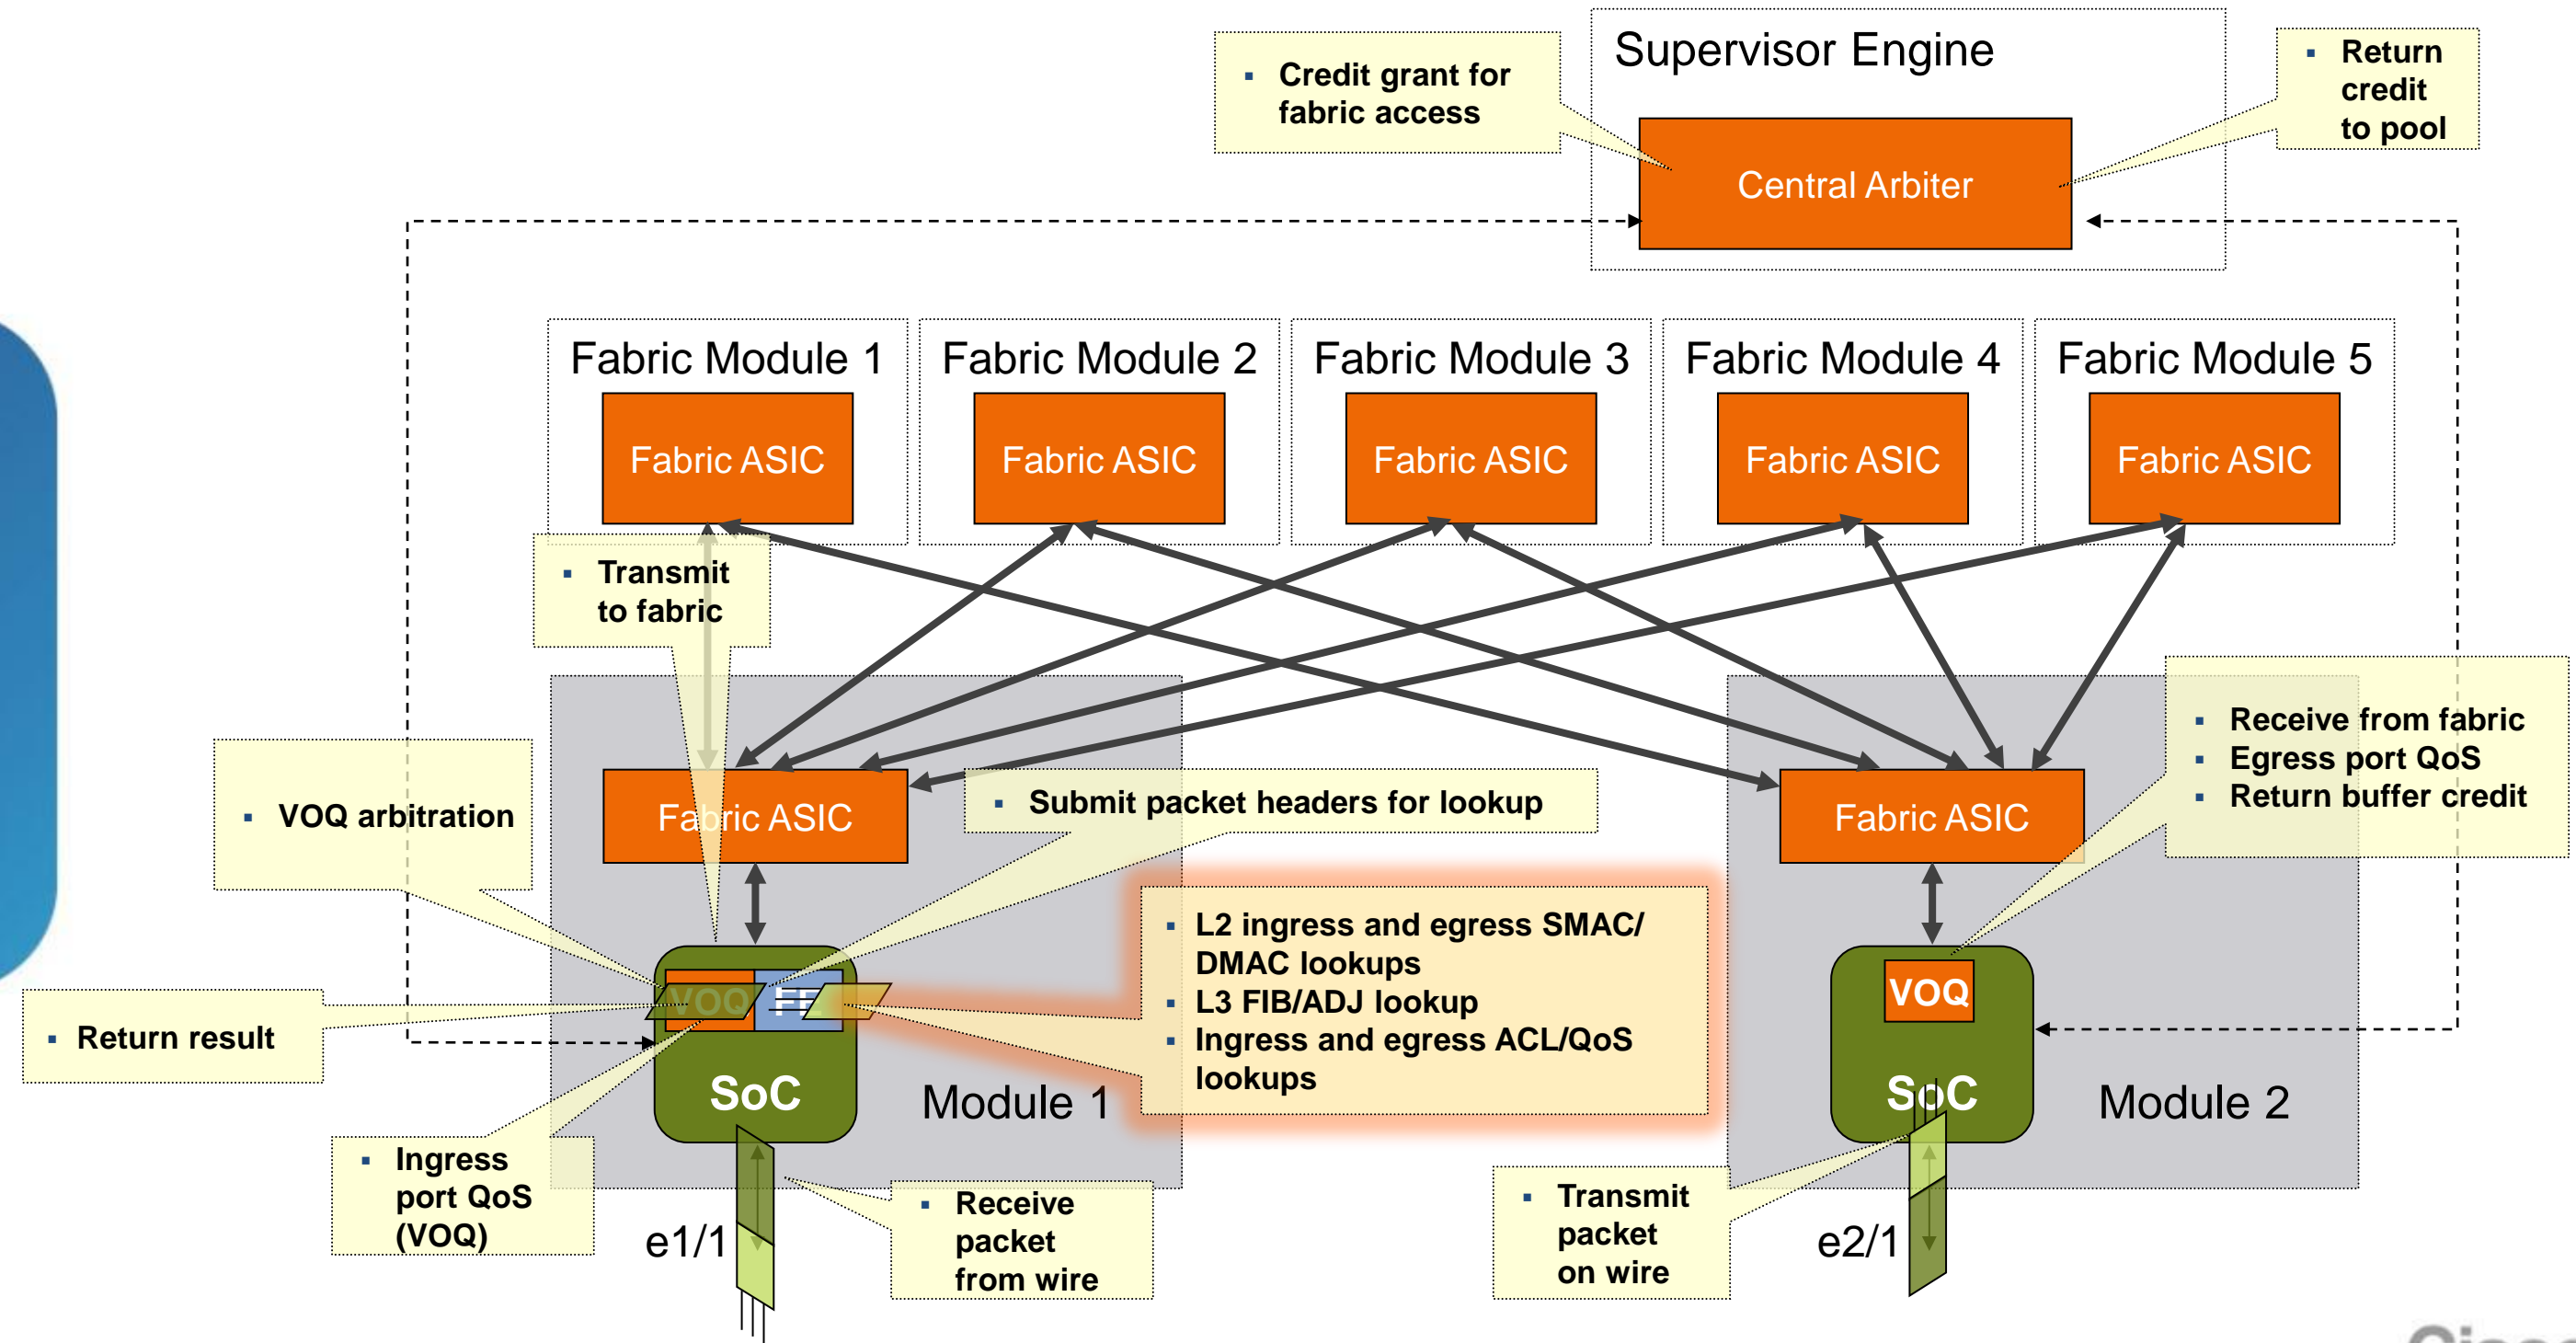 Supervisor Engine
Credit grant for
fabric access
Return
credit
to pool
Central Arbiter
Fabric Module 1
Fabric Module 2
Fabric Module 3
Fabric Module 4
Fabric Module 5
Fabric ASIC
Fabric ASIC
Fabric ASIC
Fabric ASIC
Fabric ASIC
Transmit
to fabric
Receive from fabric
Egress port QoS
Return buffer credit
VOQ arbitration
Fabric ASIC
Submit packet headers for lookup
Fabric ASIC
L2 ingress and egress SMAC/
DMAC lookups
L3 FIB/ADJ lookup
Ingress and egress ACL/QoS
lookups
VOQ
FE
VOQ
Return result
SoC
Module 1
SoC
Module 2
Ingress
port QoS
(VOQ)
Receive
packet
from wire
Transmit
packet
on wire
e1/1
e2/1